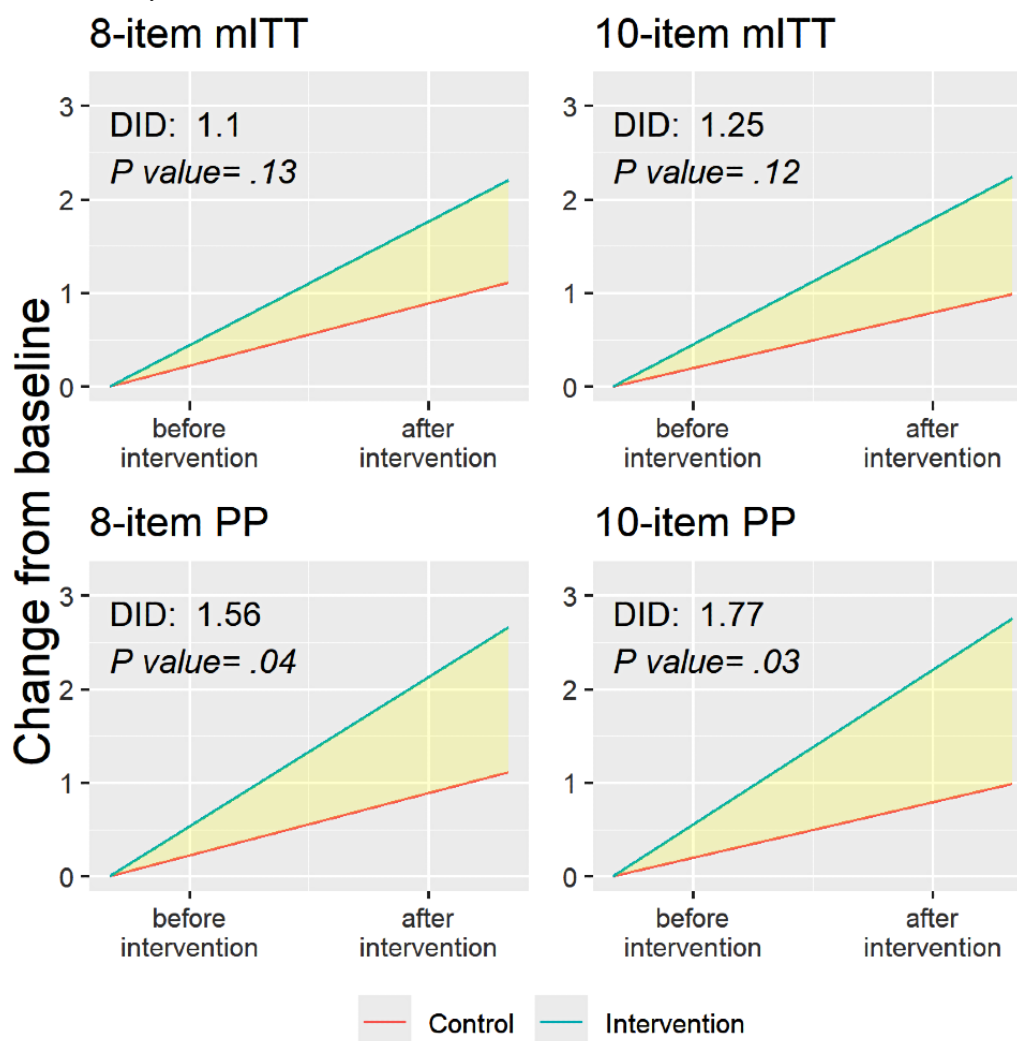 8-item mITT
DID: 1.1
P value= .13
3
2
1
0
before
intervention
after
intervention
10-item mITT
DID: 1.25
P value= .12
3
2
1
0
before
intervention
after
intervention
Change from baseline
8-item PP
DID: 1.56
P value= .04
3
2
1
0
before
intervention
after
intervention
10-item PP
DID: 1.77
P value= .03
3
2
1
0
before
intervention
after
intervention
Control
Intervention